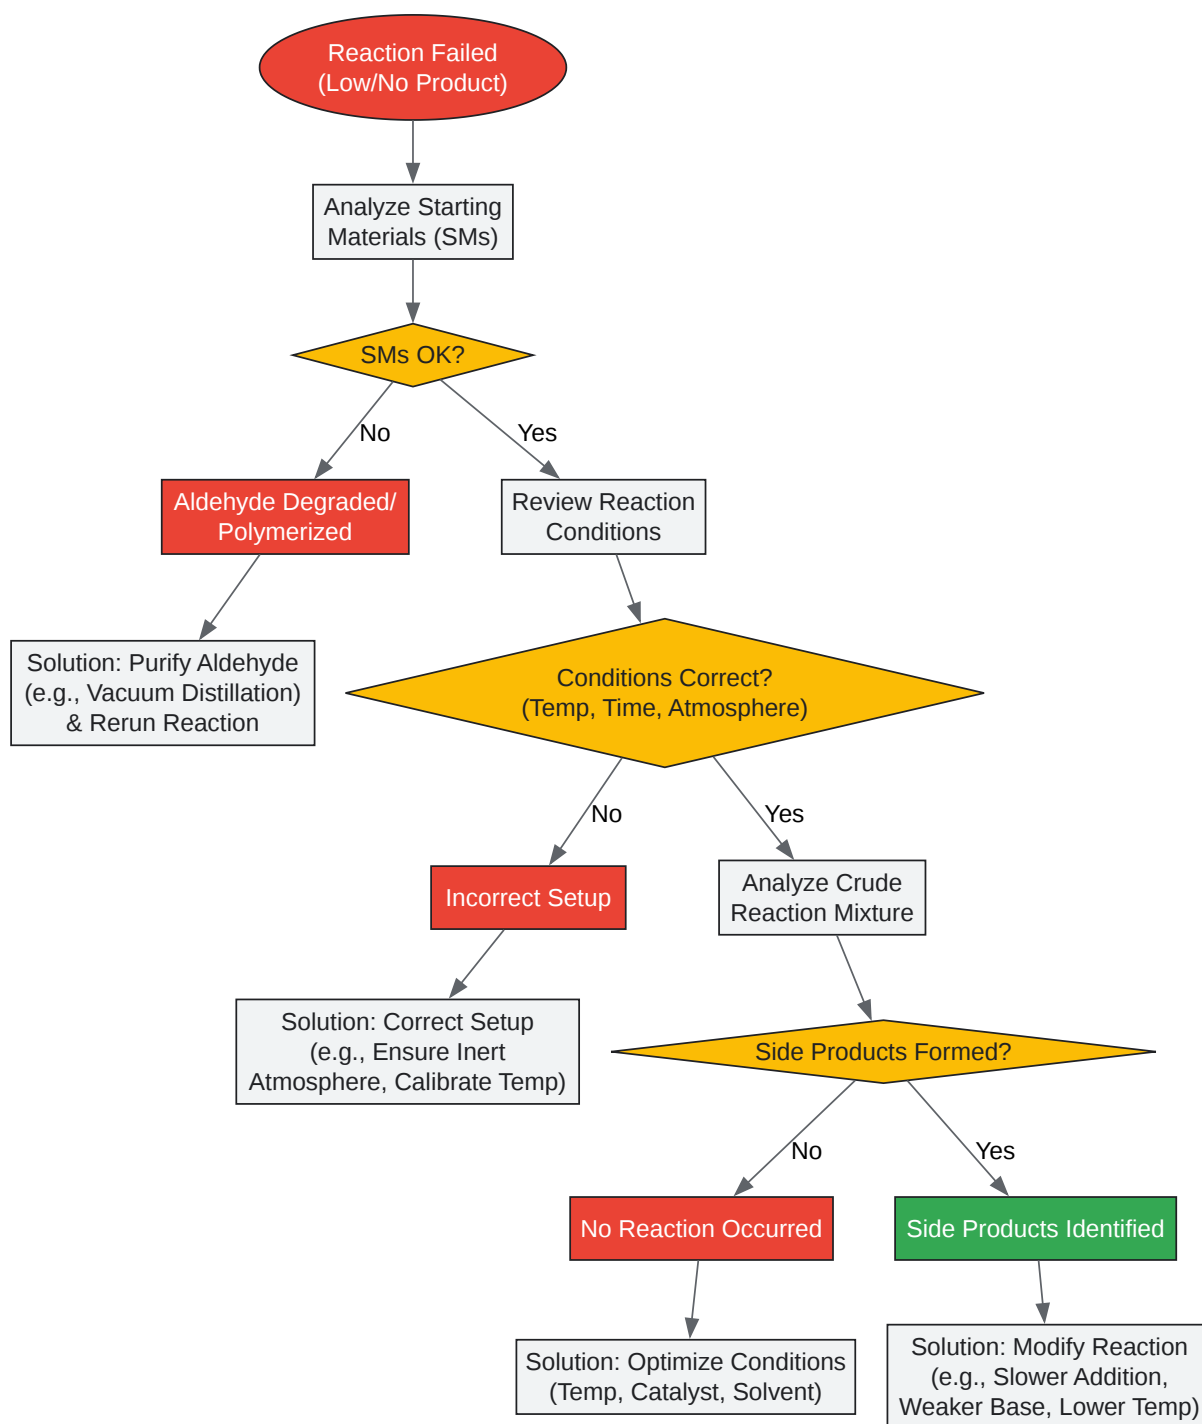 Reaction Failed
(Low/No Product)
Analyze Starting
Materials (SMs)
SMs OK?
No
Yes
Aldehyde Degraded/
Polymerized
Review Reaction
Conditions
Solution: Purify Aldehyde
(e.g., Vacuum Distillation)
& Rerun Reaction
Conditions Correct?
(Temp, Time, Atmosphere)
No
Yes
Incorrect Setup
Analyze Crude
Reaction Mixture
Solution: Correct Setup
(e.g., Ensure Inert
Atmosphere, Calibrate Temp)
Side Products Formed?
No
Yes
No Reaction Occurred
Side Products Identified
Solution: Optimize Conditions
(Temp, Catalyst, Solvent)
Solution: Modify Reaction
(e.g., Slower Addition,
Weaker Base, Lower Temp)